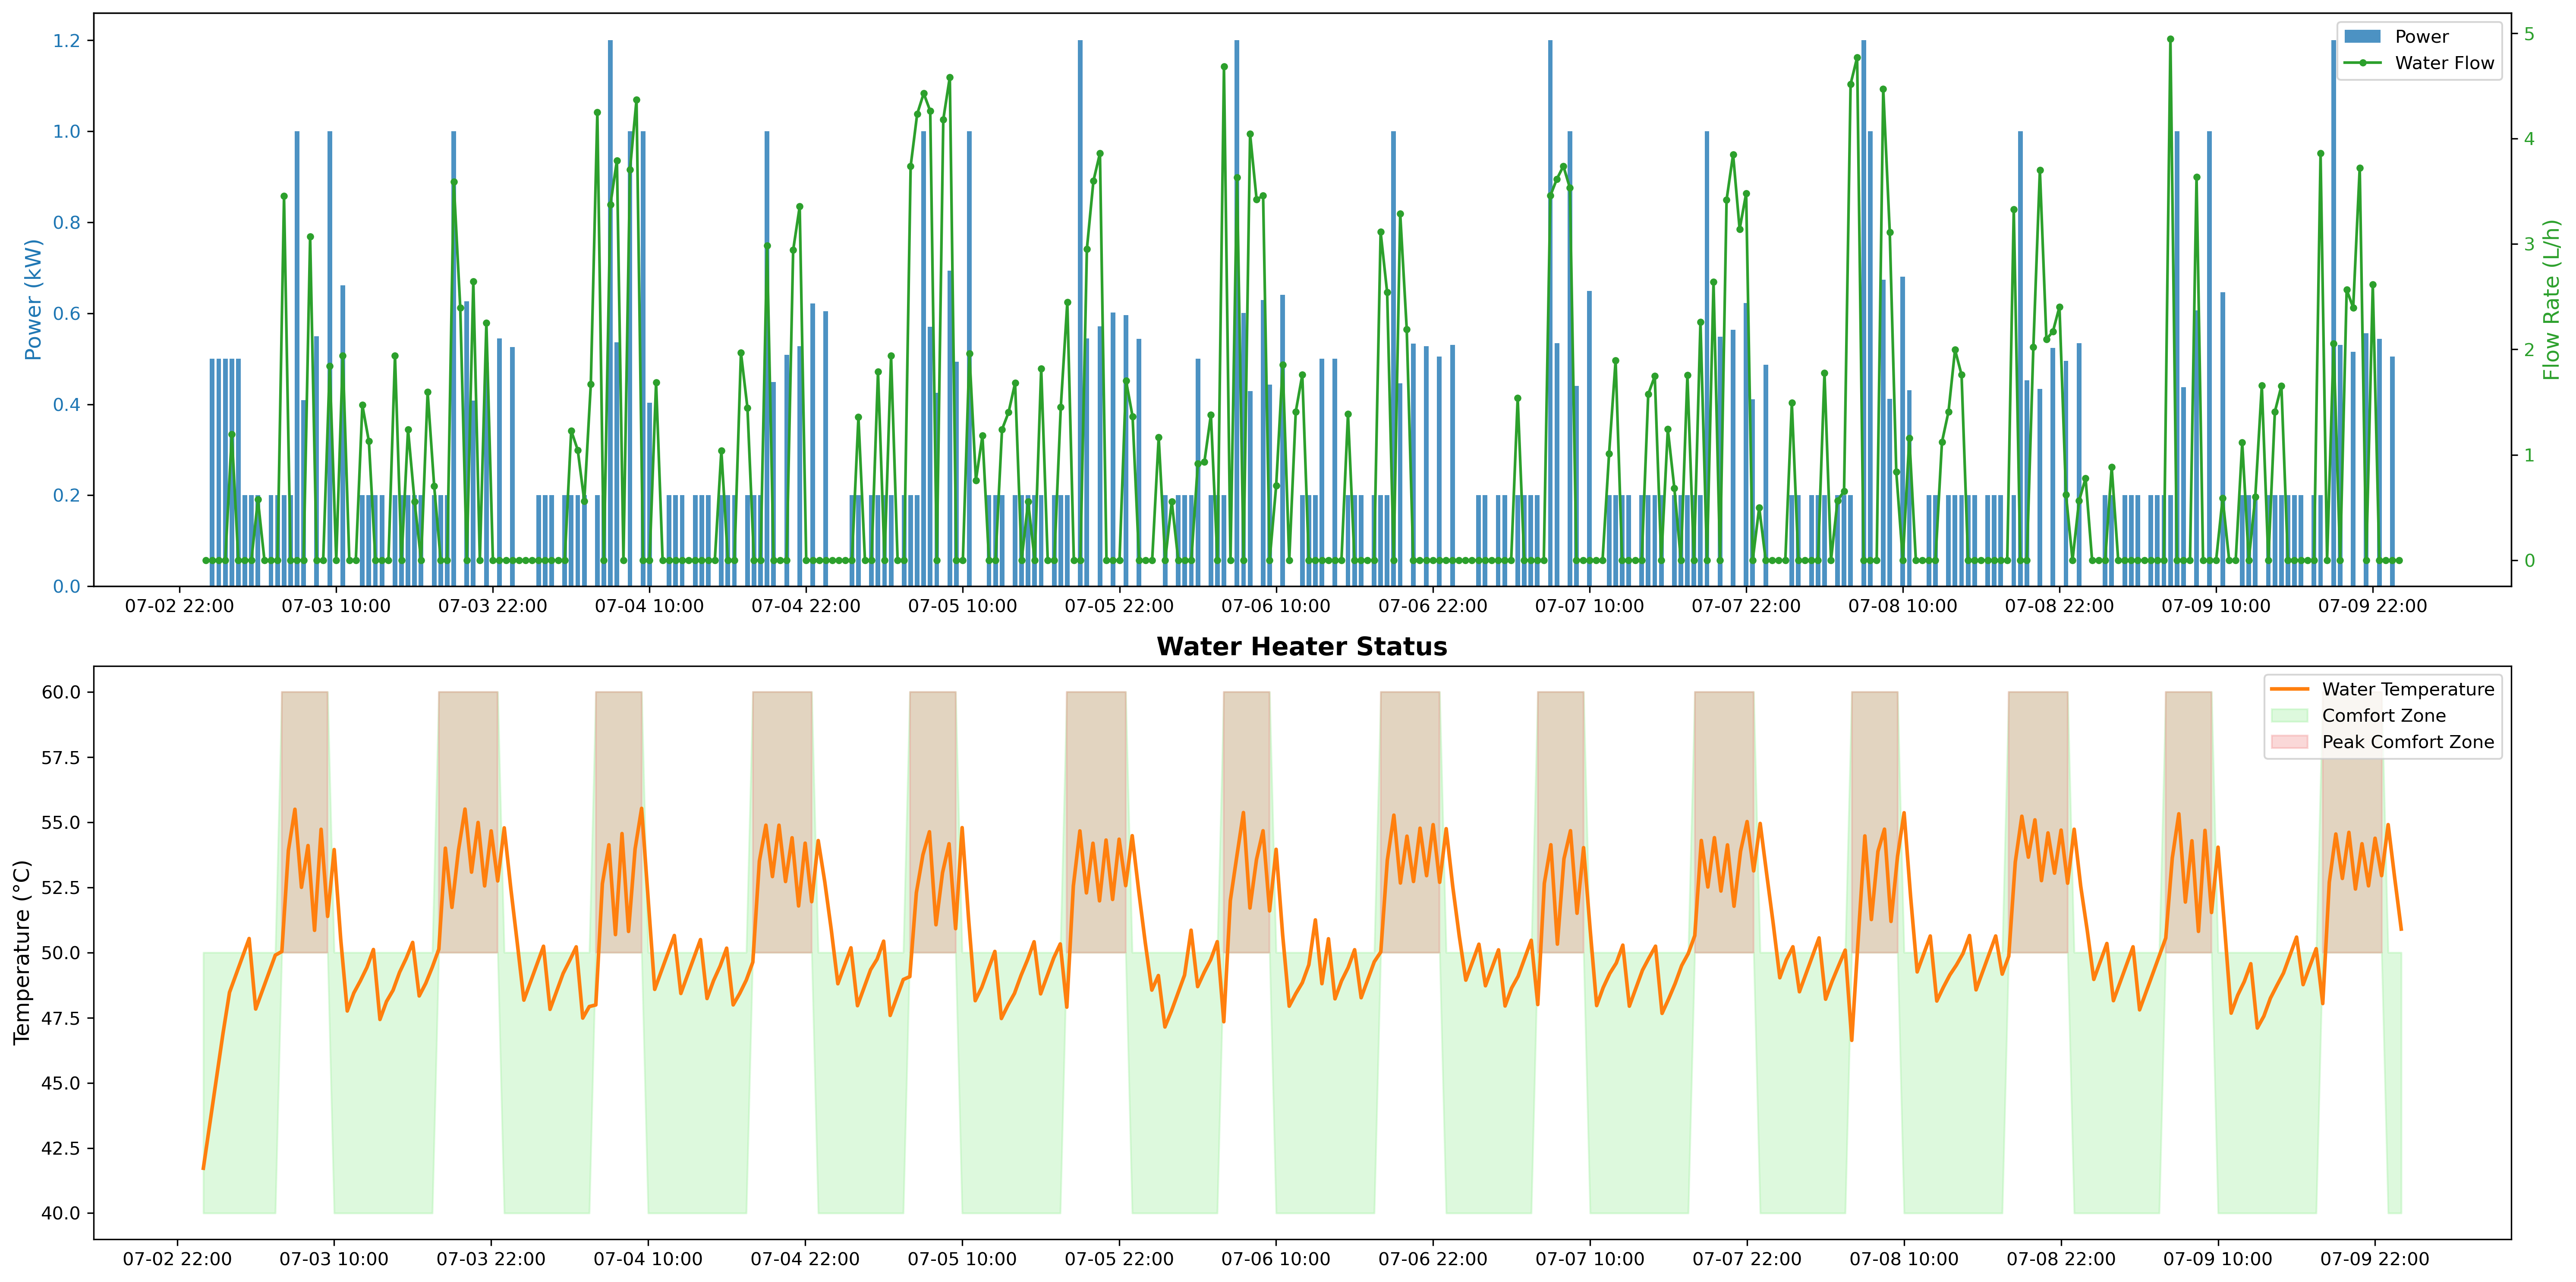 1.2
1.0
0.8
0.6
0.4
0.2
0.0
Power (kW)
5
4
3
2
1
0
Flow Rate (L/h)
Power
Water Flow
07-02 22:00 07-03 10:00 07-03 22:00 07-04 10:00 07-04 22:00 07-05 10:00 07-05 22:00 07-06 10:00 07-06 22:00 07-07 10:00 07-07 22:00 07-08 10:00 07-08 22:00 07-09 10:00 07-09 22:00
Water Heater Status
60.0
57.5
55.0
52.5
50.0
47.5
45.0
42.5
40.0
Temperature (°C)
Water Temperature
Comfort Zone
Peak Comfort Zone
07-02 22:00 07-03 10:00 07-03 22:00 07-04 10:00 07-04 22:00 07-05 10:00 07-05 22:00 07-06 10:00 07-06 22:00 07-07 10:00 07-07 22:00 07-08 10:00 07-08 22:00 07-09 10:00 07-09 22:00